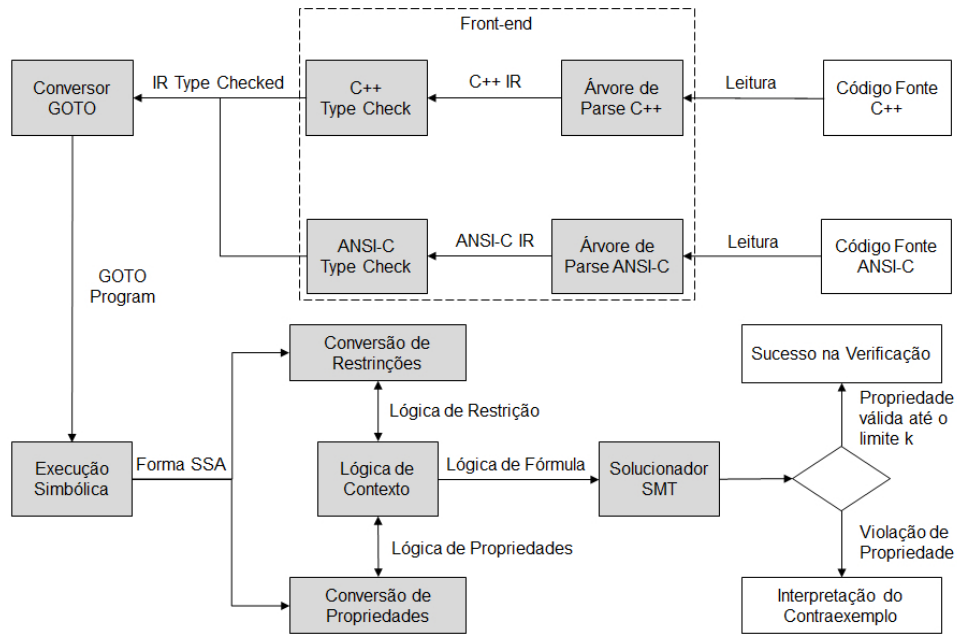 Front-end
Conversor
GOTO
IR Type Checked
C++
Type Check
C++ IR
Árvore de
Parse C++
Leitura
Código Fonte
C++
ANSI-C
Type Check
ANSI-C IR
Árvore de
Parse ANSI-C
Leitura
Código Fonte
ANSI-C
GOTO
Program
Conversão de
Restrinções
Sucesso na Verificação
Lógica de Restrição
Propriedade
válida até o
limite k
Execução
Simbólica
Forma SSA
Lógica de
Contexto
Lógica de Fórmula
Solucionador
SMT
Lógica de Propriedades
Violação de
Propriedade
Conversão de
Propriedades
Interpretação do
Contraexemplo